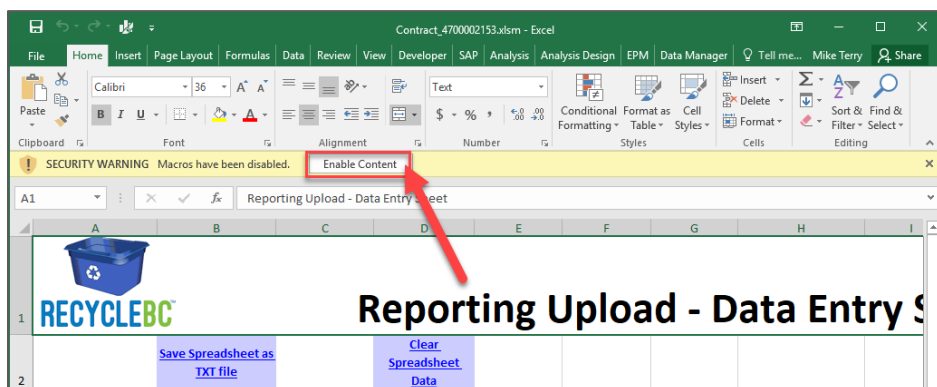 Contract_4700002153.xlsm - Excel
File Home Insert Page Layout Formulas Data Review View Developer SAP Analysis Analysis Design EPM Data Manager Tell me... Mike Terry Share
Paste
Clipboard
Calibri 36 A A
B I U A
Font
Alignment
Text
$ % , .00 .0
Number
Conditional Formatting
Format as Table
Cell Styles
Styles
Insert
Delete
Format
Cells
Σ
A Z
Sort & Filter
Find & Select
Editing
SECURITY WARNING Macros have been disabled. Enable Content
A1 fx Reporting Upload - Data Entry Sheet
A B C D E F G H I
1
RECYCLEBC
Reporting Upload - Data Entry S
2
Save Spreadsheet as
TXT file
Clear
Spreadsheet
Data